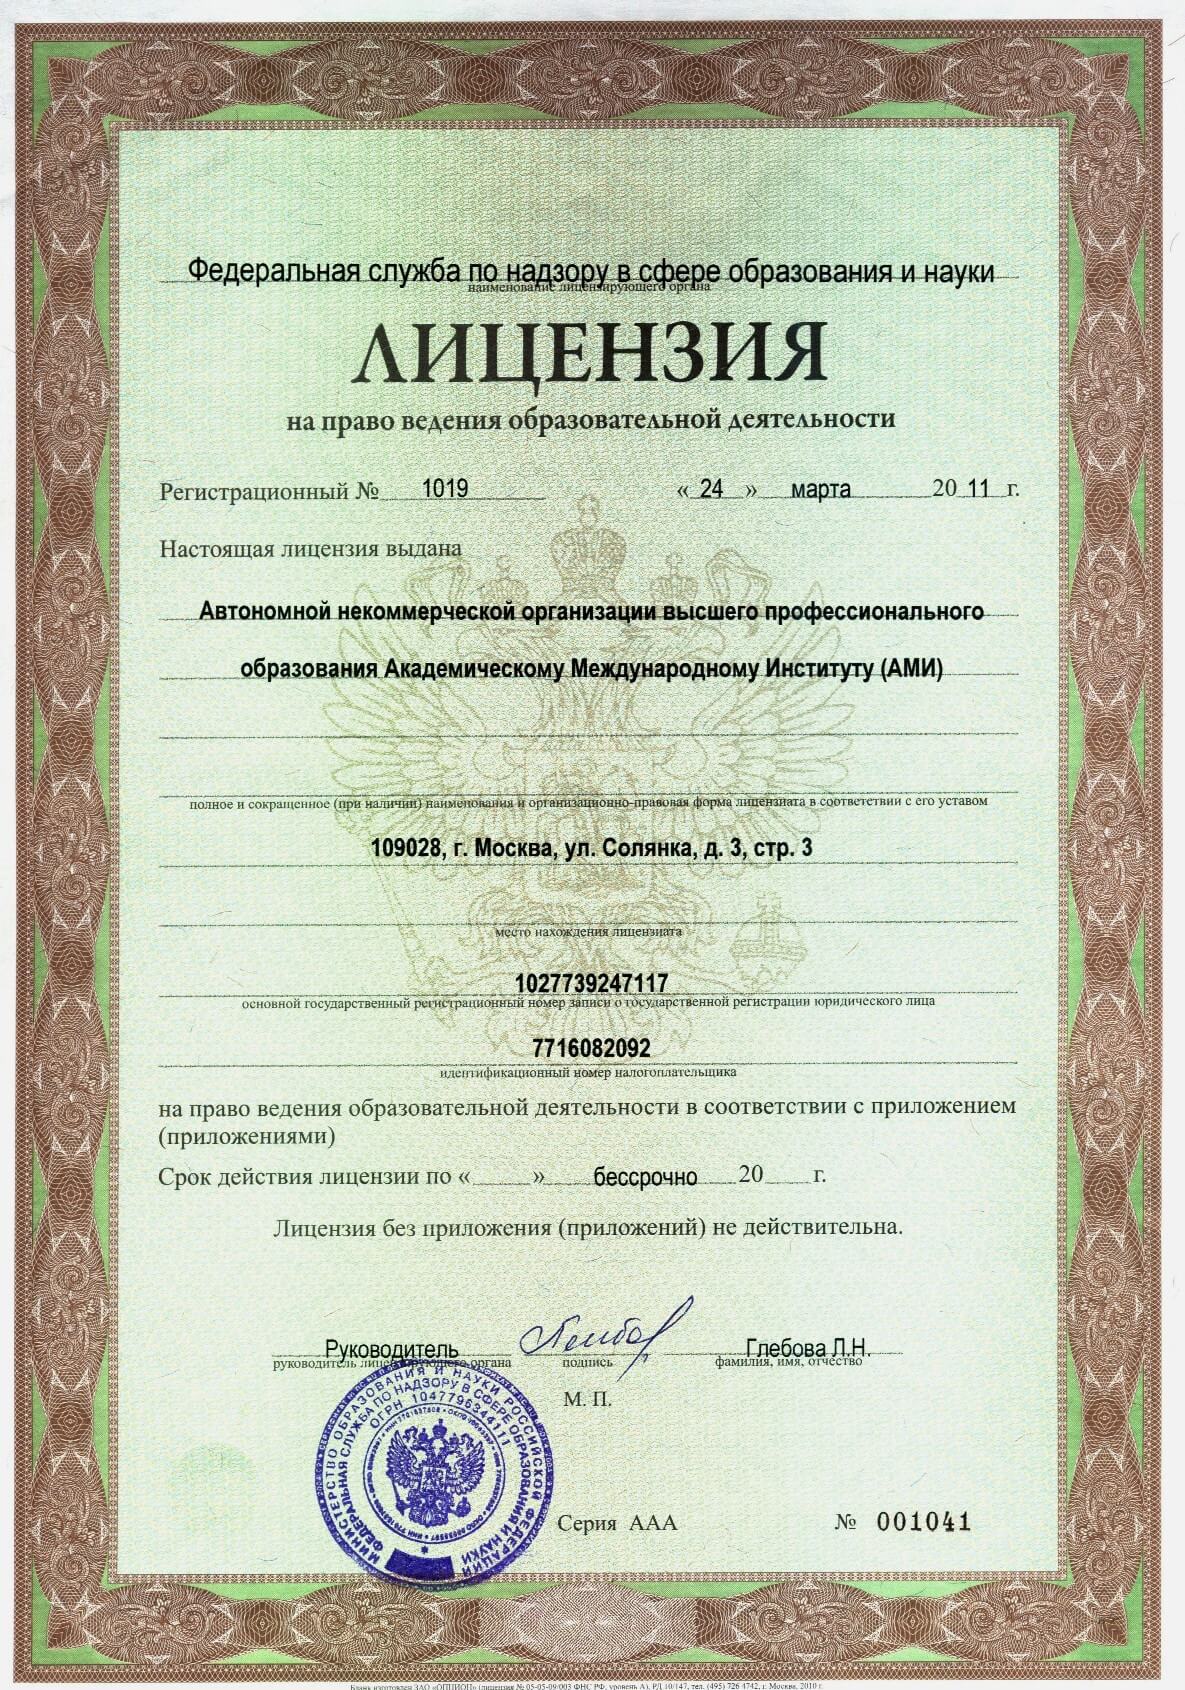 Федеральная служба по надзору в сфере образования и науки
наименование лицензирующего органа
ЛИЦЕНЗИЯ
на право ведения образовательной деятельности
Регистрационный № 1019 « 24 » марта 20 11 г.
Настоящая лицензия выдана
Автономной некоммерческой организации высшего профессионального
образования Академическому Международному Институту (АМИ)
полное и сокращенное (при наличии) наименования и организационно-правовая форма лицензиата в соответствии с его уставом
109028, г. Москва, ул. Солянка, д. 3, стр. 3
место нахождения лицензиата
1027739247117
основной государственный регистрационный номер записи о государственной регистрации юридического лица
7716082092
идентификационный номер налогоплательщика
на право ведения образовательной деятельности в соответствии с приложением
(приложениями)
Срок действия лицензии по « » бессрочно 20 г.
Лицензия без приложения (приложений) не действительна.
Руководитель Глебова Л.Н.
руководитель лицензирующего органа подпись фамилия, имя, отчество
М. П.
МИНИСТЕРСТВО ОБРАЗОВАНИЯ И НАУКИ РОССИЙСКОЙ ФЕДЕРАЦИИ
ФЕДЕРАЛЬНАЯ СЛУЖБА ПО НАДЗОРУ В СФЕРЕ ОБРАЗОВАНИЯ И НАУКИ
ОГРН 1047796344111
Серия ААА № 001041
Бланк изготовлен ЗАО «ОПЦИОН» (лицензия № 05-05-09/003 ФНС РФ, уровень А), РД 10/147, тел. (495) 726 4742, г. Москва, 2010 г.